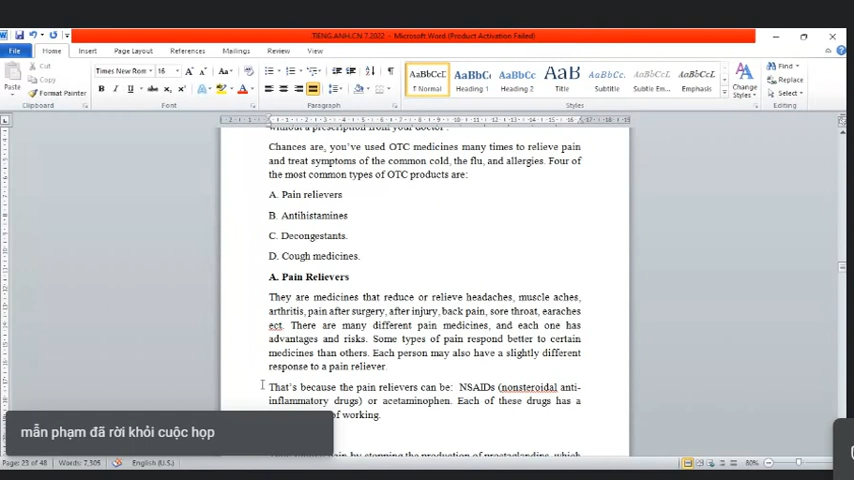 TIENG.ANH.CN 7.2022 - Microsoft Word (Product Activation Failed)
File Home Insert Page Layout References Mailings Review View
Cut
Copy
Format Painter
Paste
Clipboard
Times New Rom 16
Font
Paragraph
AaBbCcI AaBbC AaBbCc AaB AaBbCc. AaBbCcL AaBbCcL
¶ Normal Heading 1 Heading 2 Title Subtitle Subtle Em... Emphasis
Change Styles
Styles
Find
Replace
Select
Editing
without a prescription from your doctor .
Chances are, you've used OTC medicines many times to relieve pain
and treat symptoms of the common cold, the flu, and allergies. Four of
the most common types of OTC products are:
A. Pain relievers
B. Antihistamines
C. Decongestants.
D. Cough medicines.
A. Pain Relievers
They are medicines that reduce or relieve headaches, muscle aches,
arthritis, pain after surgery, after injury, back pain, sore throat, earaches
ect. There are many different pain medicines, and each one has
advantages and risks. Some types of pain respond better to certain
medicines than others. Each person may also have a slightly different
response to a pain reliever.
That's because the pain relievers can be: NSAIDs (nonsteroidal anti-
inflammatory drugs) or acetaminophen. Each of these drugs has a
of working.
pain by stopping the production of prostaglandins, which
mẫn phạm đã rời khỏi cuộc họp
Page: 23 of 48 Words: 7,305 English (U.S.) 80%